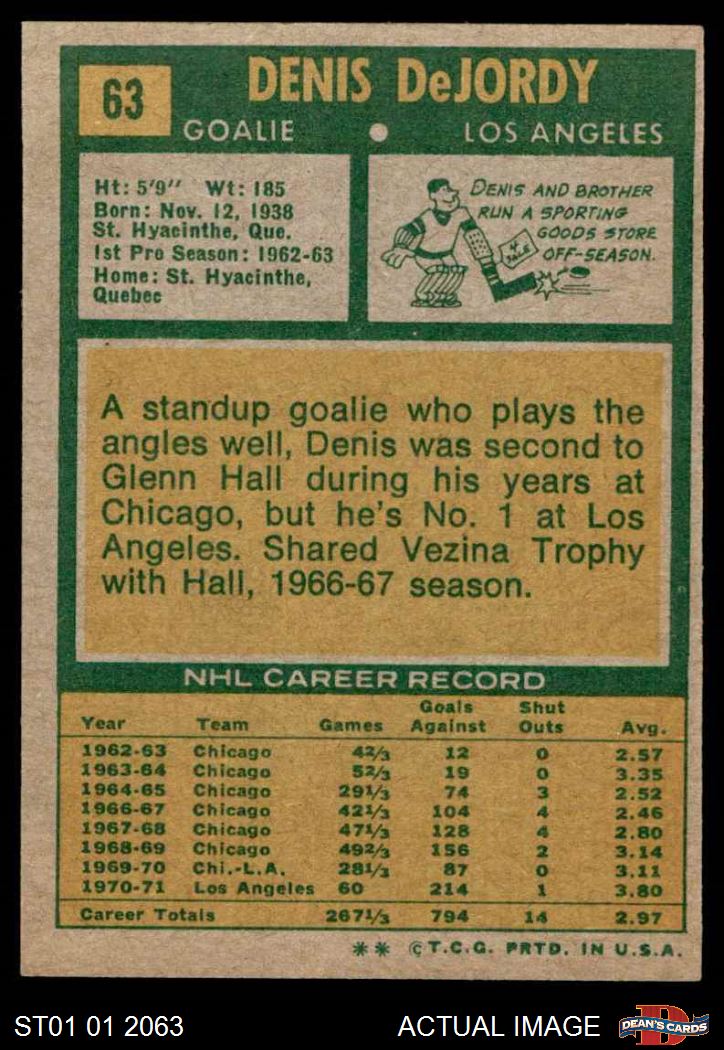 63
DENIS DeJORDY
GOALIE • LOS ANGELES
Ht: 5'9" Wt: 185
Born: Nov. 12, 1938
St. Hyacinthe, Que.
1st Pro Season: 1962-63
Home: St. Hyacinthe,
Quebec
DENIS AND BROTHER
RUN A SPORTING
GOODS STORE
OFF-SEASON.
4
SALE
A standup goalie who plays the
angles well, Denis was second to
Glenn Hall during his years at
Chicago, but he's No. 1 at Los
Angeles. Shared Vezina Trophy
with Hall, 1966-67 season.
NHL CAREER RECORD
Goals Shut
Year Team Games Against Outs Avg.
1962-63 Chicago 42/3 12 0 2.57
1963-64 Chicago 52/3 19 0 3.35
1964-65 Chicago 291/3 74 3 2.52
1966-67 Chicago 421/3 104 4 2.46
1967-68 Chicago 471/3 128 4 2.80
1968-69 Chicago 492/3 156 2 3.14
1969-70 Chi.-L.A. 281/3 87 0 3.11
1970-71 Los Angeles 60 214 1 3.80
Career Totals 2671/3 794 14 2.97
** © T.C.G. PRTD. IN U.S.A.
ST01 01 2063 ACTUAL IMAGE DEAN'S CARDS